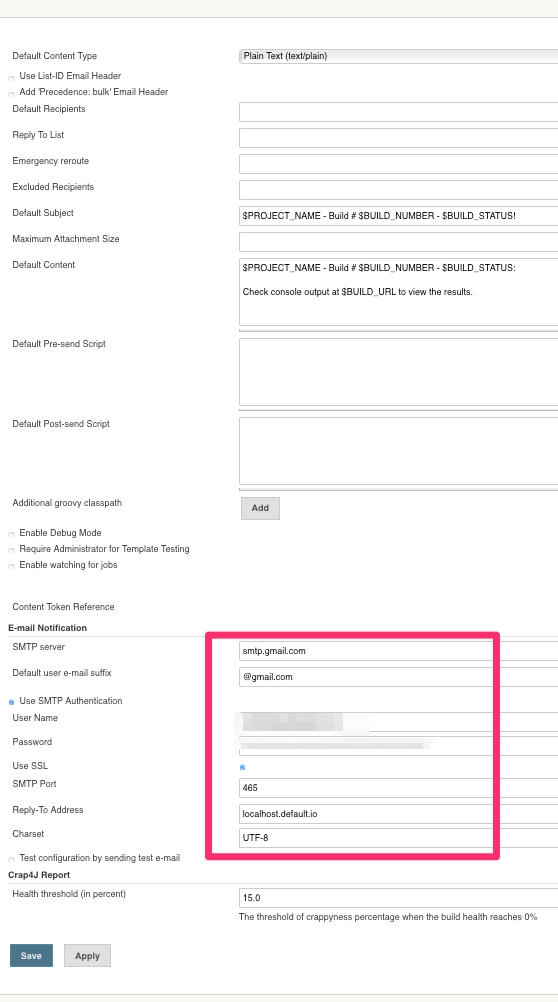 Default Content Type
Plain Text (text/plain)
Use List-ID Email Header
Add 'Precedence: bulk' Email Header
Default Recipients
Reply To List
Emergency reroute
Excluded Recipients
Default Subject
$PROJECT_NAME - Build # $BUILD_NUMBER - $BUILD_STATUS!
Maximum Attachment Size
Default Content
$PROJECT_NAME - Build # $BUILD_NUMBER - $BUILD_STATUS:
Check console output at $BUILD_URL to view the results.
Default Pre-send Script
Default Post-send Script
Additional groovy classpath
Add
Enable Debug Mode
Require Administrator for Template Testing
Enable watching for jobs
Content Token Reference
E-mail Notification
SMTP server
smtp.gmail.com
Default user e-mail suffix
@gmail.com
Use SMTP Authentication
User Name
Password
Use SSL
SMTP Port
465
Reply-To Address
localhost.default.io
Charset
UTF-8
Test configuration by sending test e-mail
Crap4J Report
Health threshold (in percent)
15.0
The threshold of crappyness percentage when the build health reaches 0%
Save
Apply